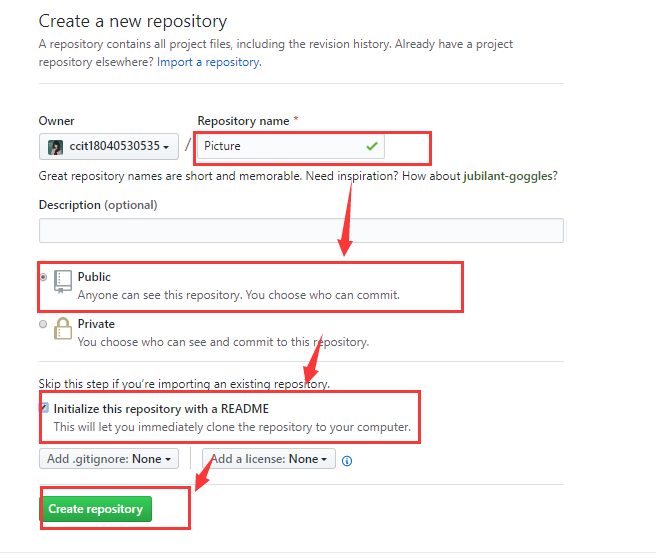 Create a new repository
A repository contains all project files, including the revision history. Already have a project
repository elsewhere? Import a repository.
Owner
Repository name *
ccit18040530535
/
Picture
Great repository names are short and memorable. Need inspiration? How about jubilant-goggles?
Description (optional)
Public
Anyone can see this repository. You choose who can commit.
Private
You choose who can see and commit to this repository.
Skip this step if you're importing an existing repository.
Initialize this repository with a README
This will let you immediately clone the repository to your computer.
Add .gitignore: None
Add a license: None
Create repository